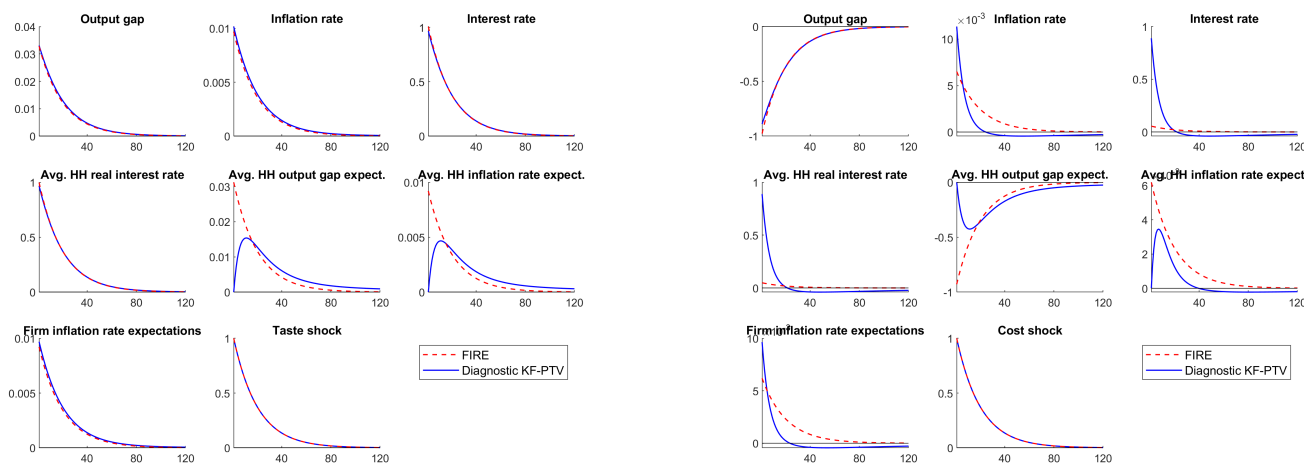 Output gap
0.04
0.03
0.02
0.01
0
40 80 120
Inflation rate
0.01
0.005
0
40 80 120
Interest rate
1
0.5
0
40 80 120
Output gap
0
-0.5
-1
40 80 120
×10⁻³
Inflation rate
10
5
0
40 80 120
Interest rate
1
0.5
0
40 80 120
Avg. HH real interest rate
1
0.5
0
40 80 120
Avg. HH output gap expect.
0.03
0.02
0.01
0
40 80 120
Avg. HH inflation rate expect.
0.01
0.005
0
40 80 120
Avg. HH real interest rate
1
0.5
0
40 80 120
Avg. HH output gap expect.
0
-0.5
-1
40 80 120
HH inflation rate expect
6
4
2
0
40 80 120
Firm inflation rate expectations
0.01
0.005
0
40 80 120
Taste shock
1
0.5
0
40 80 120
FIRE
Diagnostic KF-PTV
Firm inflation rate expectations
10
5
0
40 80 120
Cost shock
1
0.5
0
40 80 120
FIRE
Diagnostic KF-PTV